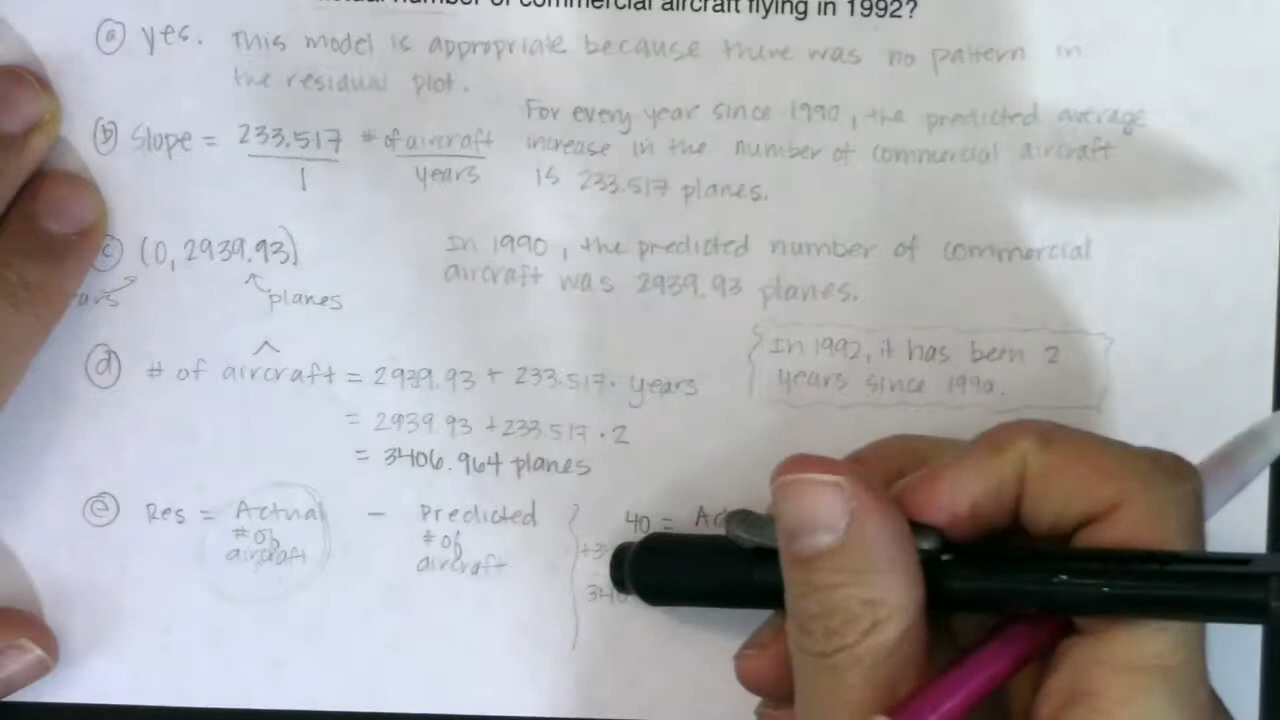 number of commercial aircraft flying in 1992?
(a) yes. This model is appropriate because there was no pattern in
the residual plot.
(b) Slope = 233.517 / 1 # of aircraft / years
For every year since 1990, the predicted average
increase in the number of commercial aircraft
is 233.517 planes.
(c) (0, 2939.93)
planes
In 1990, the predicted number of commercial
aircraft was 2939.93 planes.
(d) # of aircraft = 2939.93 + 233.517 · years
= 2939.93 + 233.517 · 2
= 3406.964 planes
In 1992, it has been 2
years since 1990.
(e) Res = Actual # of aircraft − Predicted # of aircraft
40 =